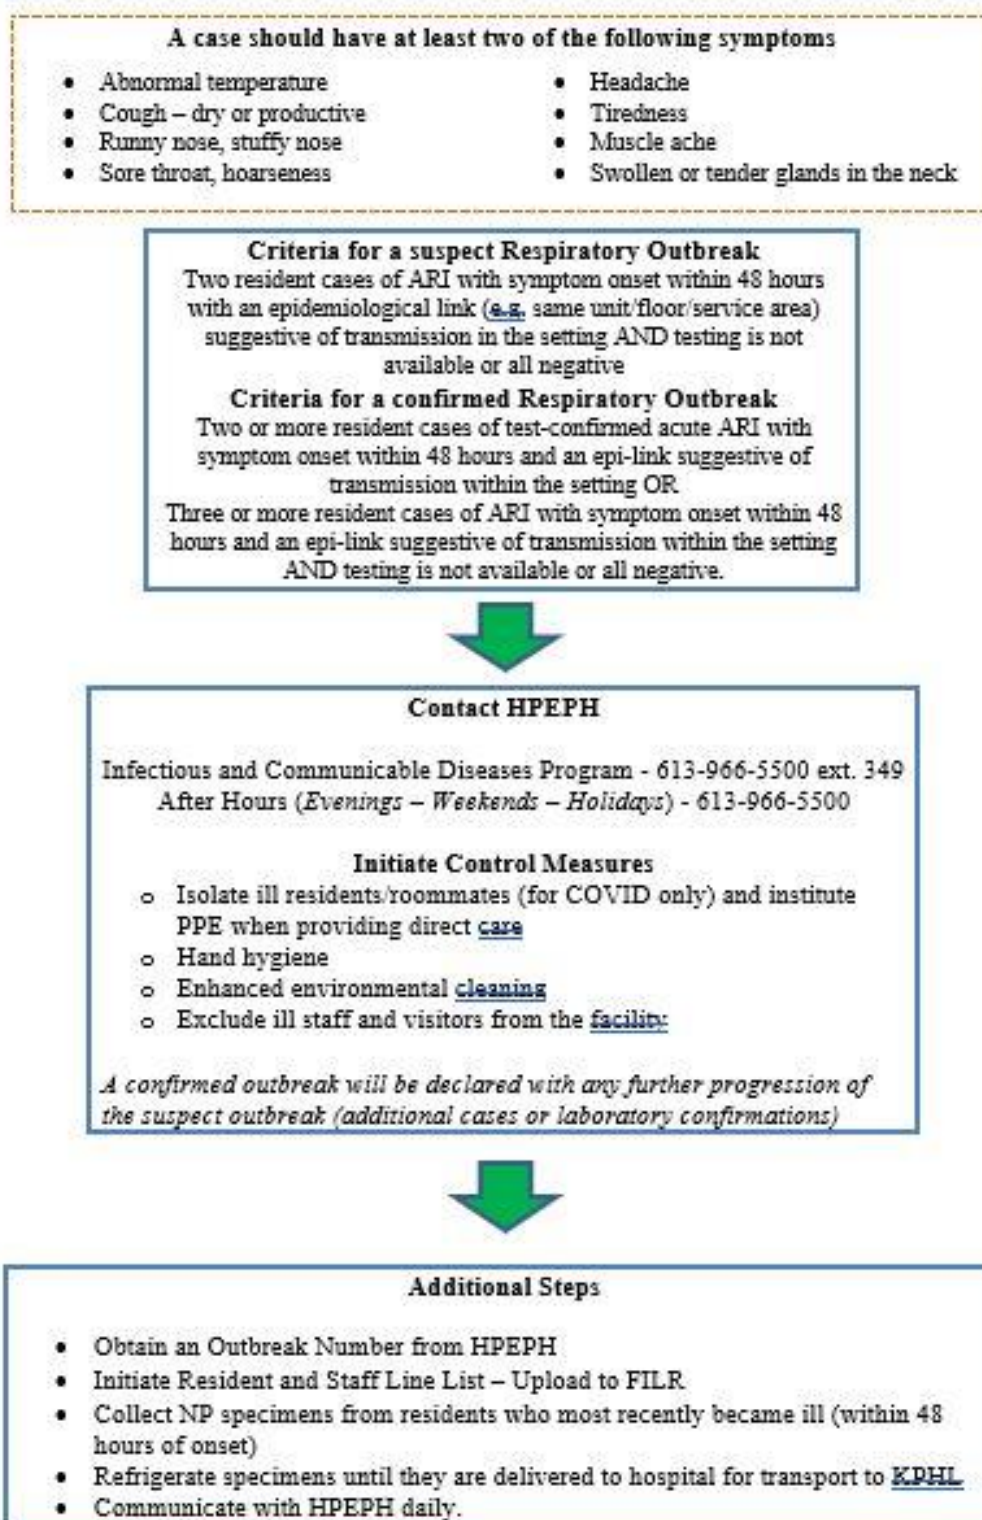 A case should have at least two of the following symptoms
• Abnormal temperature
• Cough – dry or productive
• Runny nose, stuffy nose
• Sore throat, hoarseness
• Headache
• Tiredness
• Muscle ache
• Swollen or tender glands in the neck
Criteria for a suspect Respiratory Outbreak
Two resident cases of ARI with symptom onset within 48 hours
with an epidemiological link (e.g. same unit/floor/service area)
suggestive of transmission in the setting AND testing is not
available or all negative
Criteria for a confirmed Respiratory Outbreak
Two or more resident cases of test-confirmed acute ARI with
symptom onset within 48 hours and an epi-link suggestive of
transmission within the setting OR
Three or more resident cases of ARI with symptom onset within 48
hours and an epi-link suggestive of transmission within the setting
AND testing is not available or all negative.
Contact HPEPH
Infectious and Communicable Diseases Program - 613-966-5500 ext. 349
After Hours (Evenings – Weekends – Holidays) - 613-966-5500
Initiate Control Measures
o Isolate ill residents/roommates (for COVID only) and institute
PPE when providing direct care
o Hand hygiene
o Enhanced environmental cleaning
o Exclude ill staff and visitors from the facility
A confirmed outbreak will be declared with any further progression of
the suspect outbreak (additional cases or laboratory confirmations)
Additional Steps
• Obtain an Outbreak Number from HPEPH
• Initiate Resident and Staff Line List – Upload to FILR
• Collect NP specimens from residents who most recently became ill (within 48
hours of onset)
• Refrigerate specimens until they are delivered to hospital for transport to KPHL
• Communicate with HPEPH daily.